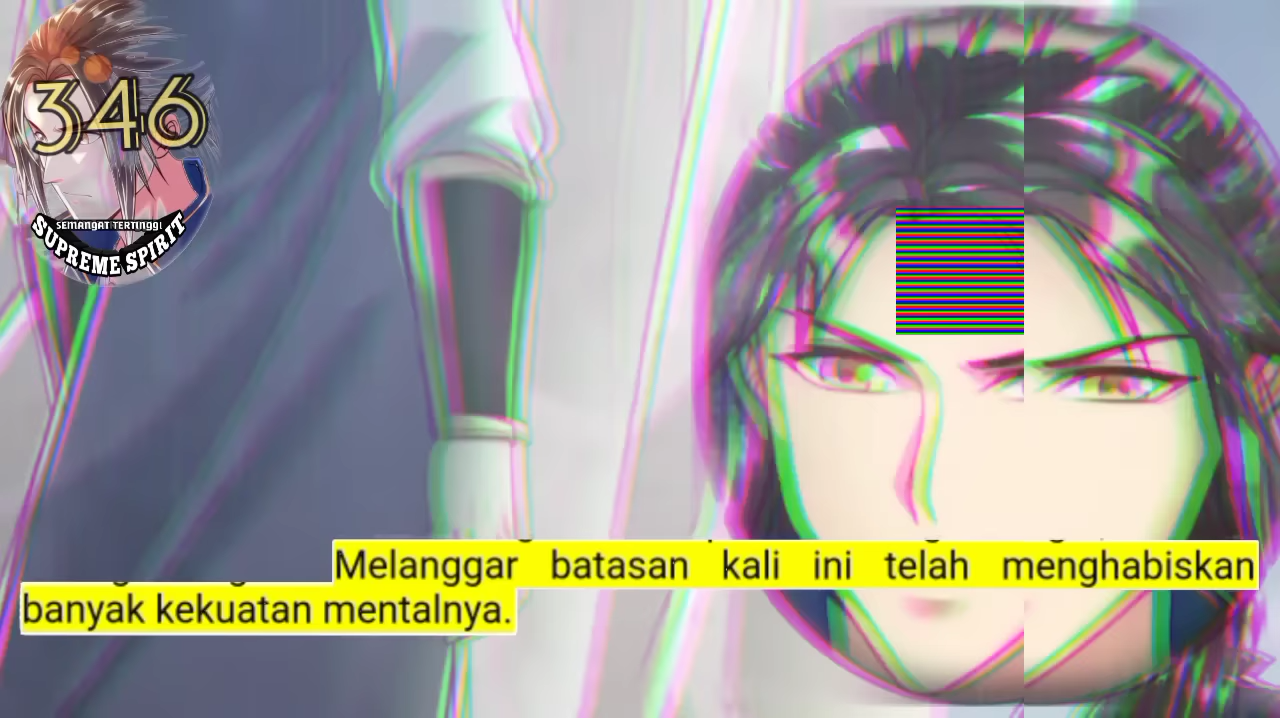 346
SEMANGAT TERTINGGI
SUPREME SPIRIT
Melanggar batasan kali ini telah menghabiskan
banyak kekuatan mentalnya.